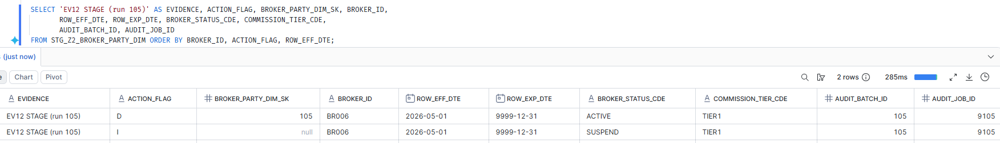 SELECT 'EV12 STAGE (run 105)' AS EVIDENCE, ACTION_FLAG, BROKER_PARTY_DIM_SK, BROKER_ID,
ROW_EFF_DTE, ROW_EXP_DTE, BROKER_STATUS_CDE, COMMISSION_TIER_CDE,
AUDIT_BATCH_ID, AUDIT_JOB_ID
FROM STG_Z2_BROKER_PARTY_DIM ORDER BY BROKER_ID, ACTION_FLAG, ROW_EFF_DTE;
s (just now)
e Chart Pivot 2 rows 285ms
EVIDENCE ACTION_FLAG BROKER_PARTY_DIM_SK BROKER_ID ROW_EFF_DTE ROW_EXP_DTE BROKER_STATUS_CDE COMMISSION_TIER_CDE AUDIT_BATCH_ID AUDIT_JOB_ID
EV12 STAGE (run 105) D 105 BR006 2026-05-01 9999-12-31 ACTIVE TIER1 105 9105
EV12 STAGE (run 105) I null BR006 2026-05-01 9999-12-31 SUSPEND TIER1 105 9105